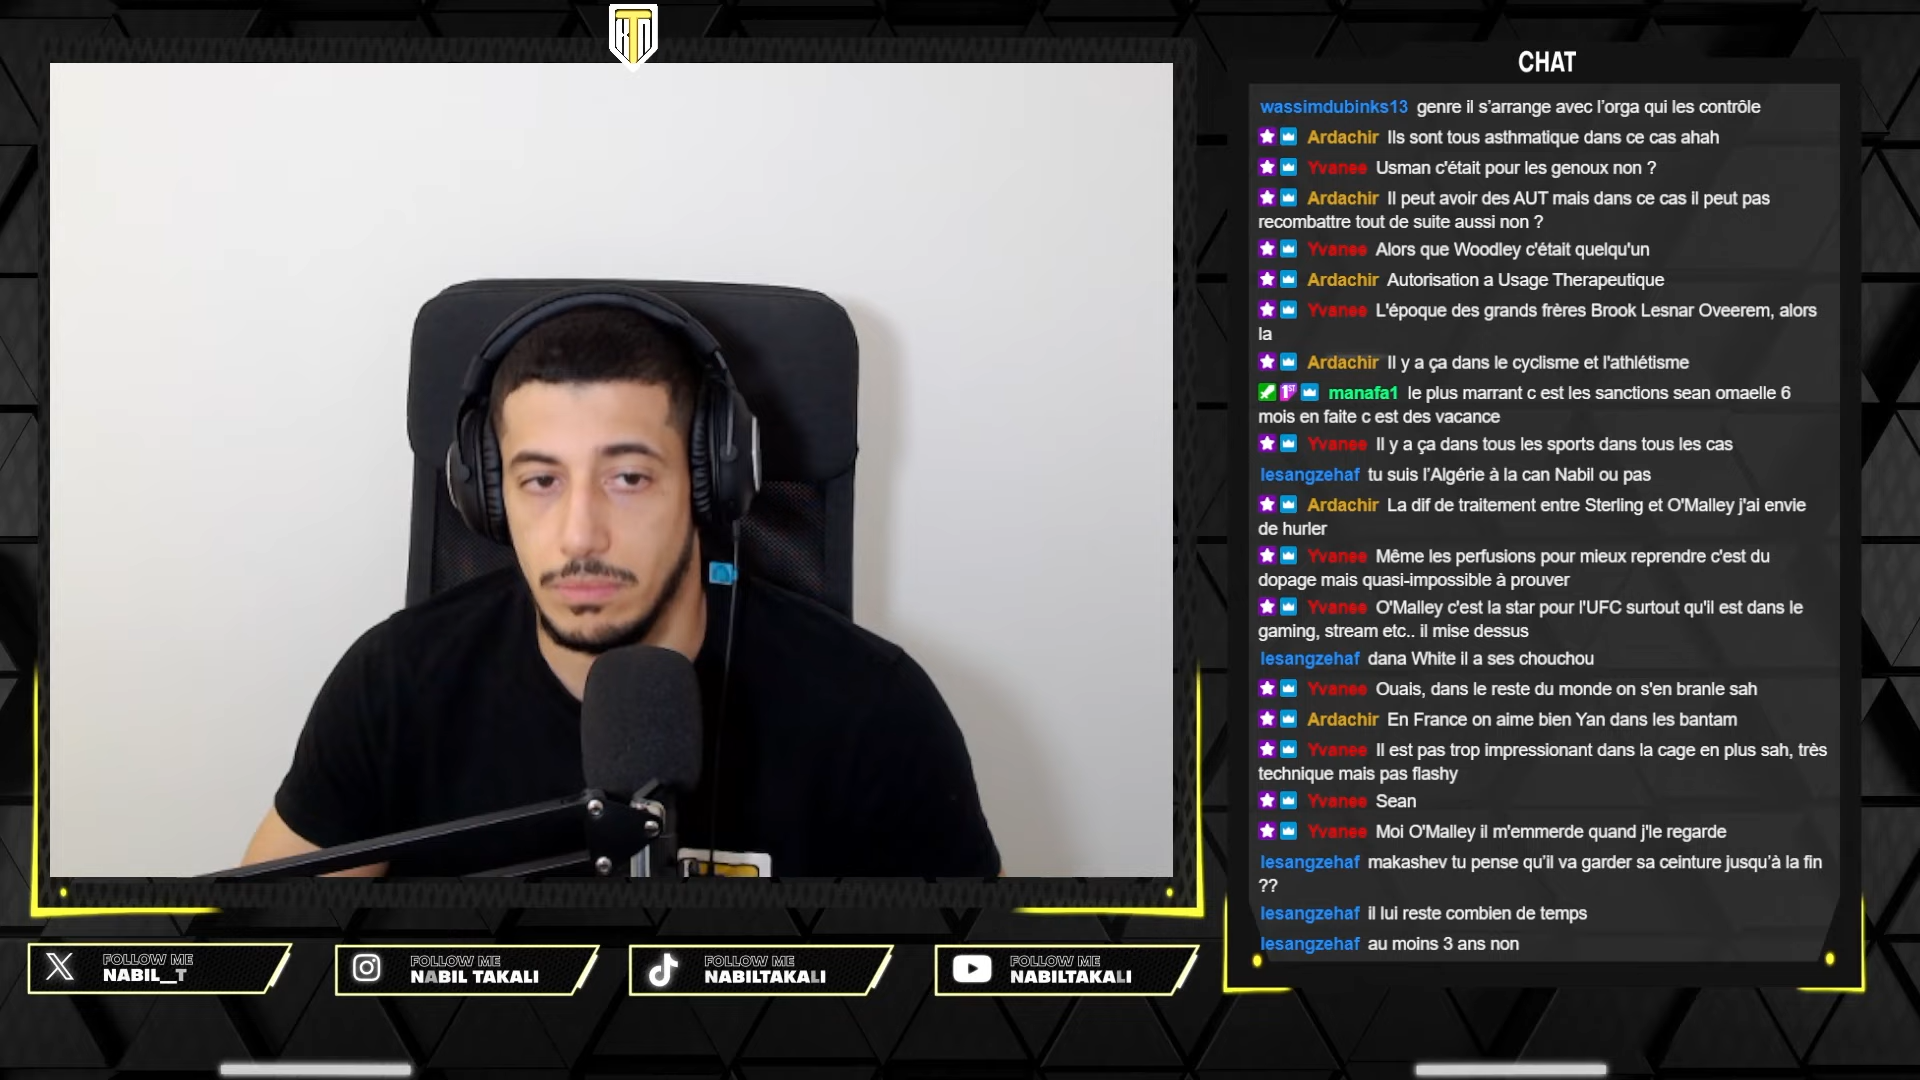 CHAT
wassimdubinks13 genre il s’arrange avec l’orga qui les contrôle
Ardachir Ils sont tous asthmatique dans ce cas ahah
Yvanee Usman c'était pour les genoux non ?
Ardachir Il peut avoir des AUT mais dans ce cas il peut pas
recombattre tout de suite aussi non ?
Yvanee Alors que Woodley c'était quelqu'un
Ardachir Autorisation a Usage Therapeutique
Yvanee L'époque des grands frères Brook Lesnar Oveerem, alors
la
Ardachir Il y a ça dans le cyclisme et l'athlétisme
1ST manafa1 le plus marrant c est les sanctions sean omaelle 6
mois en faite c est des vacance
Yvanee Il y a ça dans tous les sports dans tous les cas
lesangzehaf tu suis l’Algérie à la can Nabil ou pas
Ardachir La dif de traitement entre Sterling et O'Malley j'ai envie
de hurler
Yvanee Même les perfusions pour mieux reprendre c'est du
dopage mais quasi-impossible à prouver
Yvanee O'Malley c'est la star pour l'UFC surtout qu'il est dans le
gaming, stream etc.. il mise dessus
lesangzehaf dana White il a ses chouchou
Yvanee Ouais, dans le reste du monde on s'en branle sah
Ardachir En France on aime bien Yan dans les bantam
Yvanee Il est pas trop impressionant dans la cage en plus sah, très
technique mais pas flashy
Yvanee Sean
Yvanee Moi O'Malley il m'emmerde quand j'le regarde
lesangzehaf makashev tu pense qu’il va garder sa ceinture jusqu’à la fin
??
lesangzehaf il lui reste combien de temps
lesangzehaf au moins 3 ans non
FOLLOW ME
NABIL__T
FOLLOW ME
NABIL TAKALI
FOLLOW ME
NABILTAKALI
FOLLOW ME
NABILTAKALI